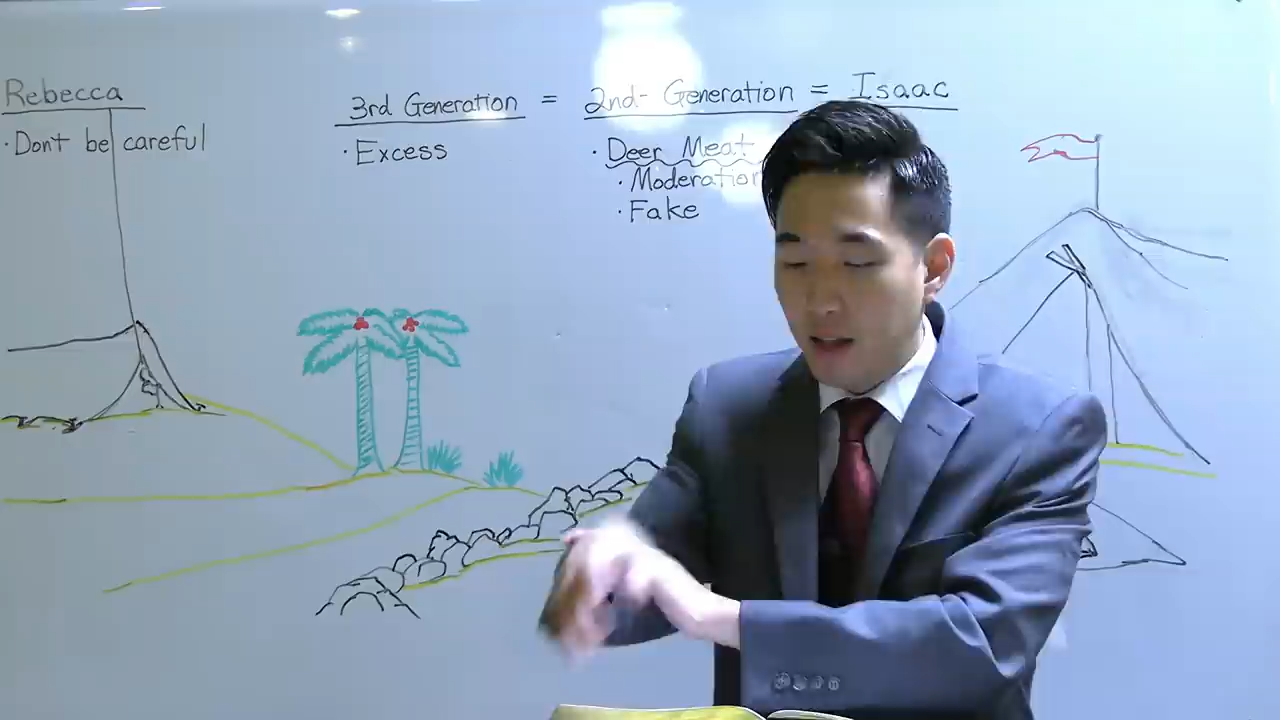 Rebecca
· Don't be careful
3rd Generation = 2nd- Generation = Isaac
· Excess
· Deer Meat
· Moderation
· Fake